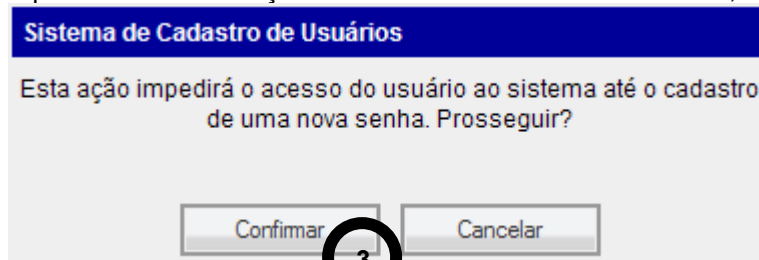 Sistema de Cadastro de Usuários
Esta ação impedirá o acesso do usuário ao sistema até o cadastro
de uma nova senha. Prosseguir?
Confirmar
Cancelar
3